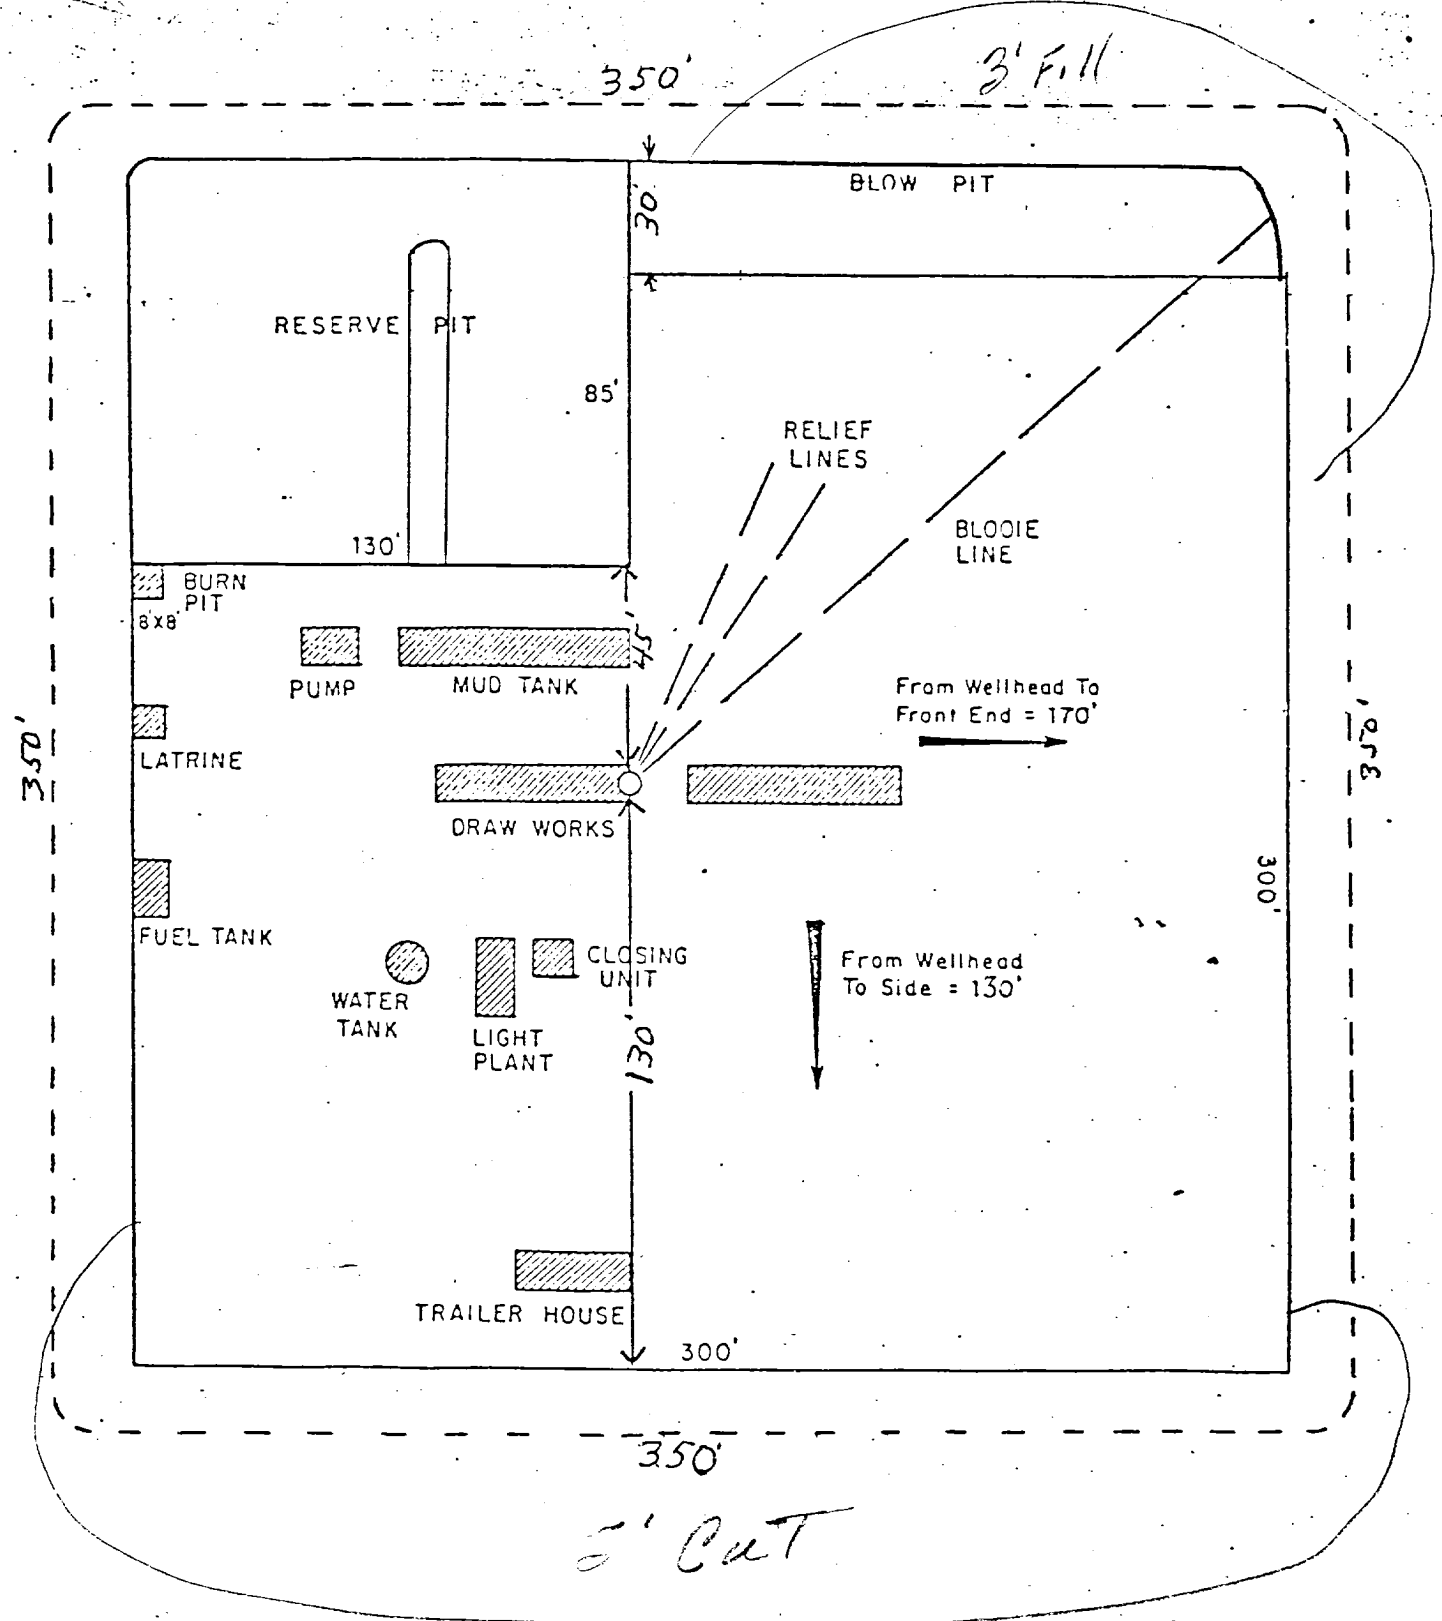 350'
3' Fill
BLOW PIT
30'
RESERVE PIT
85'
RELIEF
LINES
BLOOIE
LINE
130'
BURN
PIT
8'X8'
45'
PUMP
MUD TANK
From Wellhead To
Front End = 170'
350'
350'
LATRINE
DRAW WORKS
300'
FUEL TANK
CLOSING
UNIT
From Wellhead
To Side = 130'
WATER
TANK
LIGHT
PLANT
130'
TRAILER HOUSE
300'
350'
5' CuT